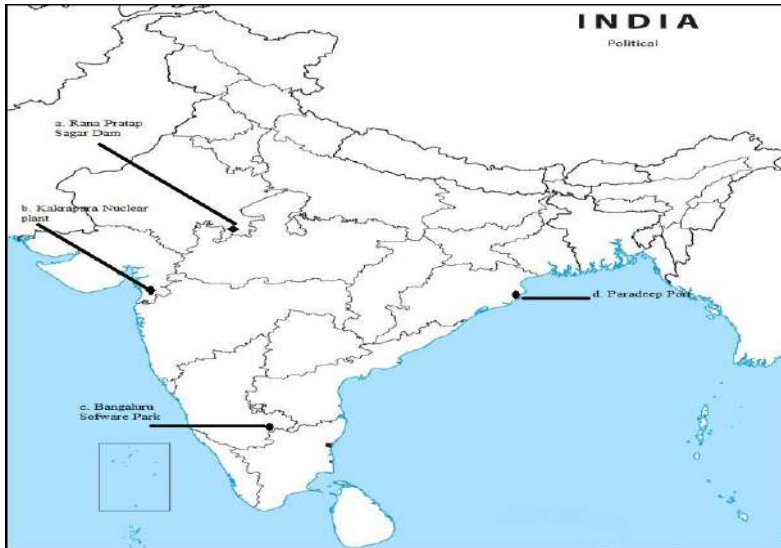 INDIA
Political
a. Rana Pratap
Sagar Dam
b. Kakrapara Nuclear
plant
d. Paradeep Port
c. Bangaluru
Sofware Park